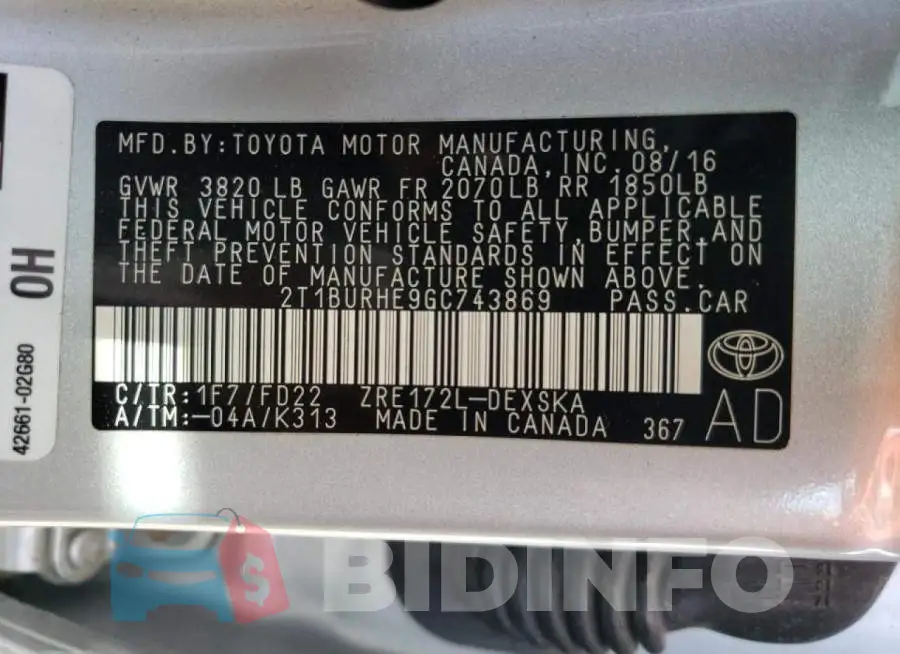 MFD.BY:TOYOTA MOTOR MANUFACTURING,
CANADA,INC. 08/16
GVWR 3820 LB GAWR FR 2070LB RR 1850LB
THIS VEHICLE CONFORMS TO ALL APPLICABLE
FEDERAL MOTOR VEHICLE SAFETY,BUMPER,AND
THEFT PREVENTION STANDARDS IN EFFECT ON
THE DATE OF MANUFACTURE SHOWN ABOVE.
2T1BURHE9GC743869 PASS.CAR
C/TR:1F7/FD22 ZRE172L-DEXSKA
A/TM:-04A/K313 MADE IN CANADA 367
AD
OH
42661-02G80
$ BIDINFO